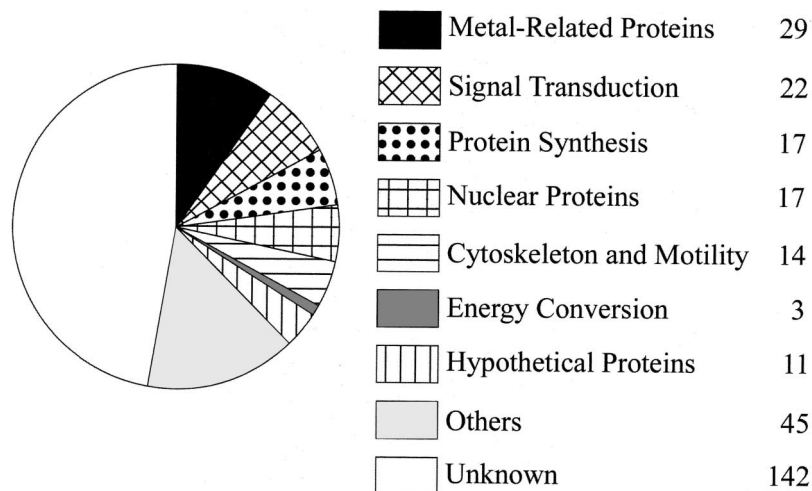 Metal-Related Proteins 29
Signal Transduction 22
Protein Synthesis 17
Nuclear Proteins 17
Cytoskeleton and Motility 14
Energy Conversion 3
Hypothetical Proteins 11
Others 45
Unknown 142